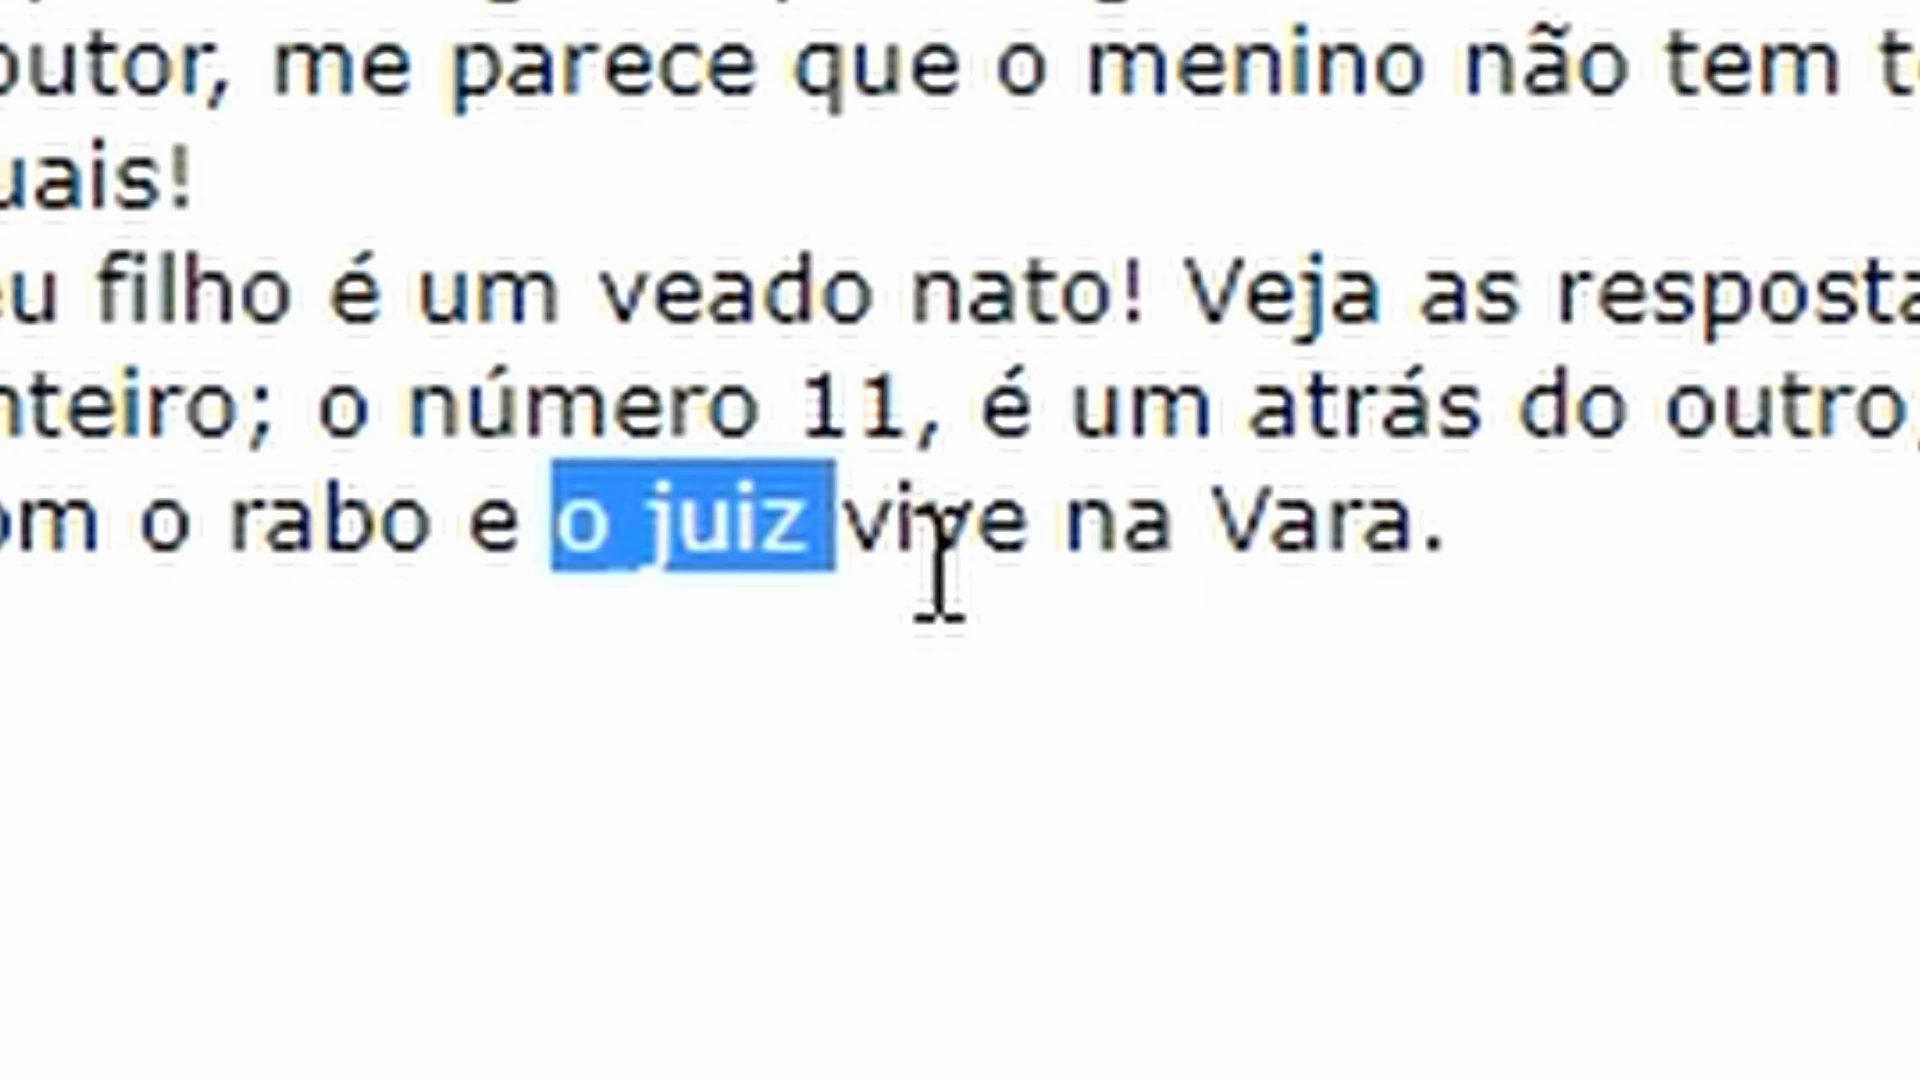 outor, me parece que o menino não tem t
uais!
eu filho é um veado nato! Veja as resposta
nteiro; o número 11, é um atrás do outro,
om o rabo e o juiz vive na Vara.